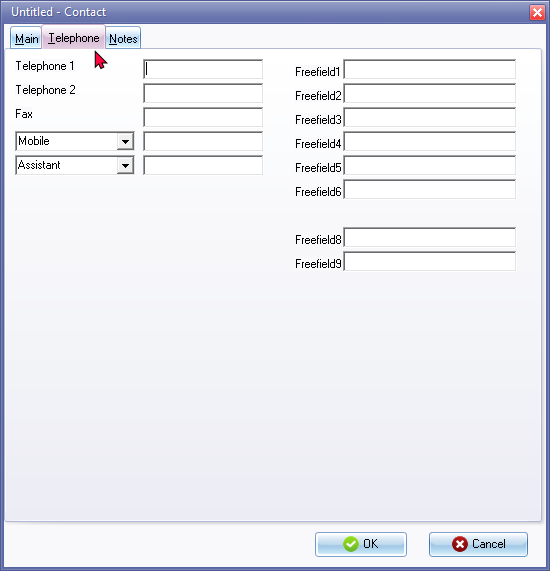 Untitled - Contact
Main Telephone Notes
Telephone 1
Telephone 2
Fax
Mobile
Assistant
Freefield1
Freefield2
Freefield3
Freefield4
Freefield5
Freefield6
Freefield8
Freefield9
OK Cancel